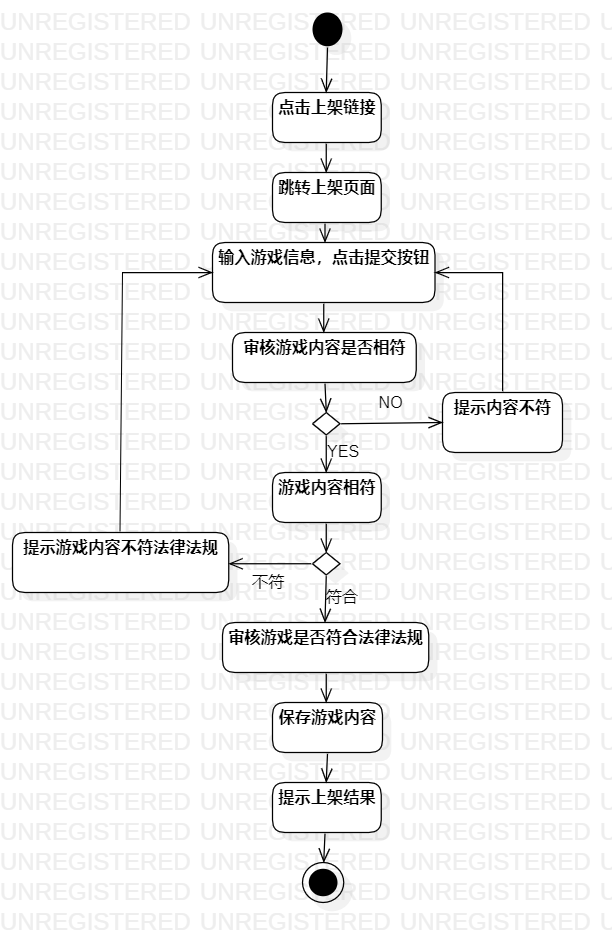 点击上架链接
跳转上架页面
输入游戏信息，点击提交按钮
审核游戏内容是否相符
NO
提示内容不符
YES
游戏内容相符
提示游戏内容不符法律法规
不符
符合
审核游戏是否符合法律法规
保存游戏内容
提示上架结果